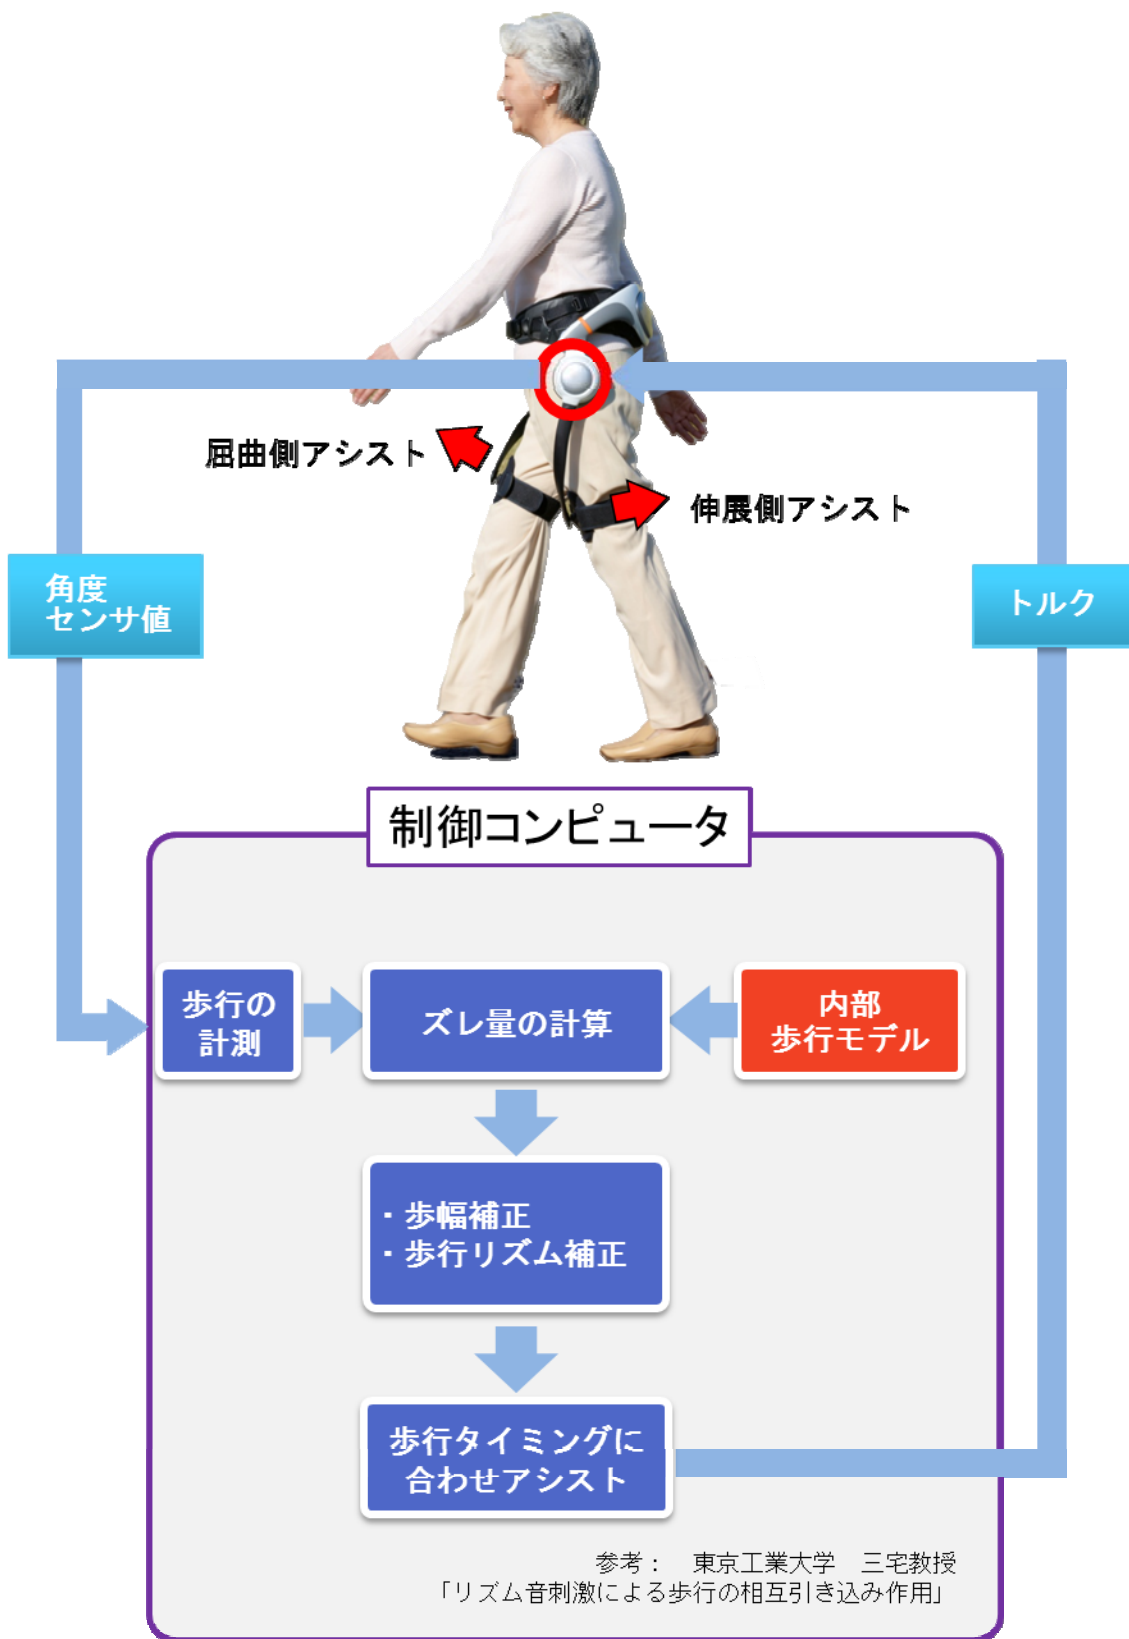 屈曲側アシスト
伸展側アシスト
角度
センサ値
トルク
制御コンピュータ
歩行の
計測
ズレ量の計算
内部
歩行モデル
・歩幅補正
・歩行リズム補正
歩行タイミングに
合わせアシスト
参考： 東京工業大学 三宅教授
「リズム音刺激による歩行の相互引き込み作用」